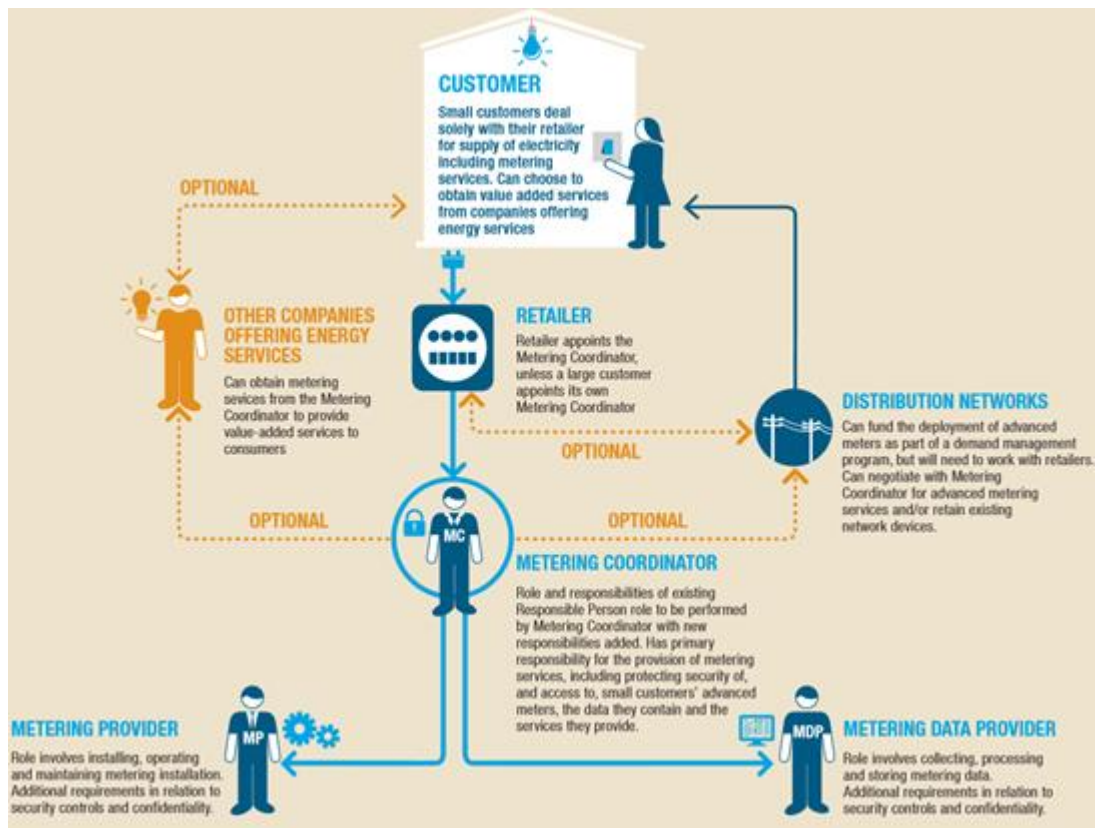 CUSTOMER
Small customers deal
solely with their retailer
for supply of electricity
including metering
services. Can choose to
obtain value added services
from companies offering
energy services
OPTIONAL
OTHER COMPANIES
OFFERING ENERGY
SERVICES
Can obtain metering
sevices from the Metering
Coordinator to provide
value-added services to
consumers
RETAILER
Retailer appoints the
Metering Coordinator,
unless a large customer
appoints its own
Metering Coordinator
OPTIONAL
DISTRIBUTION NETWORKS
Can fund the deployment of advanced
meters as part of a demand management
program, but will need to work with retailers.
Can negotiate with Metering
Coordinator for advanced metering
services and/or retain existing
network devices.
OPTIONAL
MC
OPTIONAL
METERING COORDINATOR
Role and responsibilities of existing
Responsible Person role to be performed
by Metering Coordinator with new
responsibilities added. Has primary
responsibility for the provision of metering
services, including protecting security of,
and access to, small customers' advanced
meters, the data they contain and the
services they provide.
METERING PROVIDER
Role involves installing, operating
and maintaining metering installation.
Additional requirements in relation to
security controls and confidentiality.
MP
MDP
METERING DATA PROVIDER
Role involves collecting, processing
and storing metering data.
Additional requirements in relation to
security controls and confidentiality.